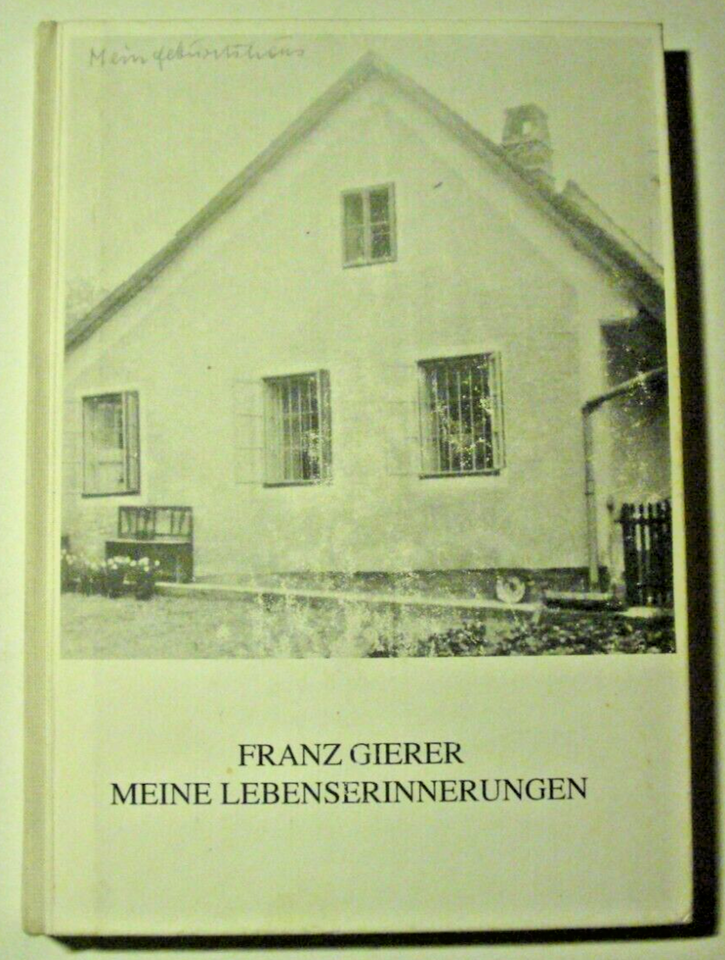 Mein Geburtshaus
FRANZ GIERER
MEINE LEBENSERINNERUNGEN